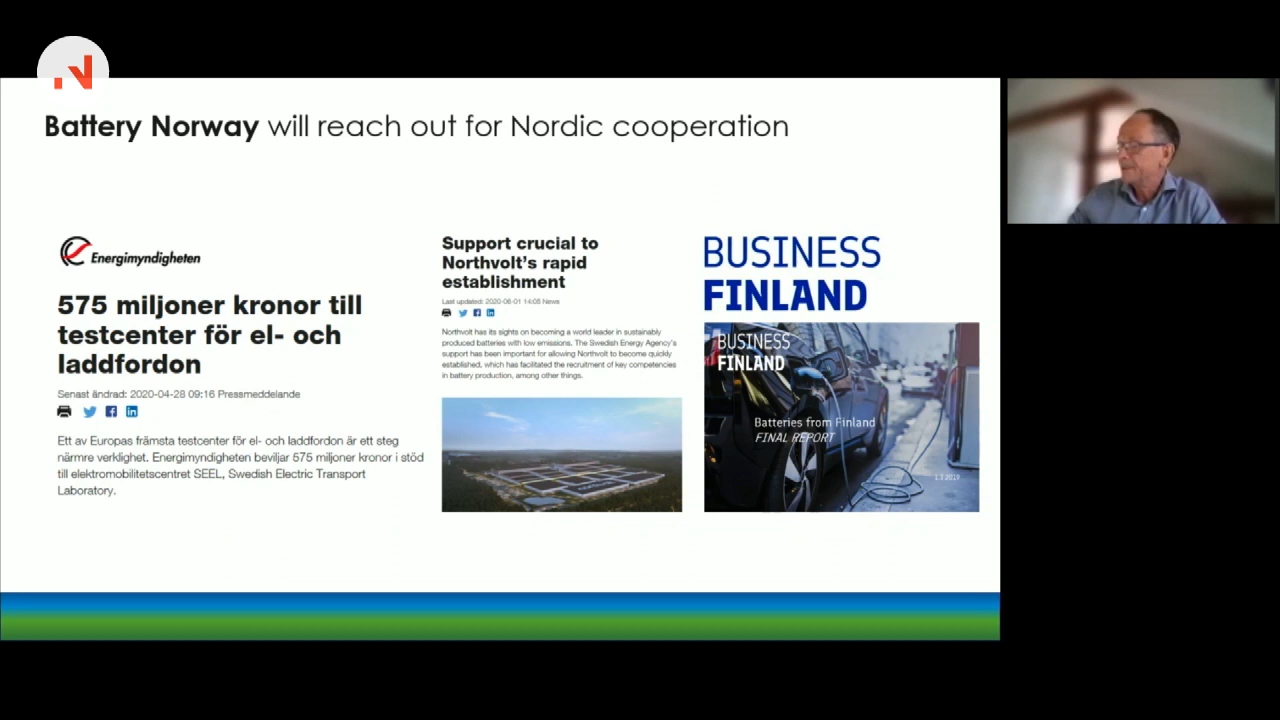 Battery Norway will reach out for Nordic cooperation
Energimyndigheten
575 miljoner kronor till
testcenter för el- och
laddfordon
Senast ändrad: 2020-04-28 09:16 Pressmeddelande
Ett av Europas främsta testcenter för el- och laddfordon är ett steg
närmre verklighet. Energimyndigheten beviljar 575 miljoner kronor i stöd
till elektromobilitetscentret SEEL, Swedish Electric Transport
Laboratory.
Support crucial to
Northvolt's rapid
establishment
Last updated: 2020-06-01 14:05 News
Northvolt has its sights on becoming a world leader in sustainably
produced batteries with low emissions. The Swedish Energy Agency's
support has been important for allowing Northvolt to become quickly
established, which has facilitated the recruitment of key competencies
in battery production, among other things.
BUSINESS
FINLAND
BUSINESS
FINLAND
Batteries from Finland
FINAL REPORT
1.3.2019